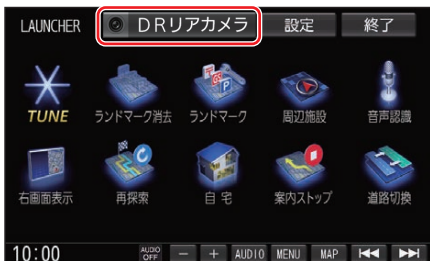 LAUNCHER DRリアカメラ 設定 終了
TUNE ランドマーク消去 ランドマーク 周辺施設 音声認識
右画面表示 再探索 自宅 案内ストップ 道路切換
10:00 AUDIO OFF - + AUDIO MENU MAP